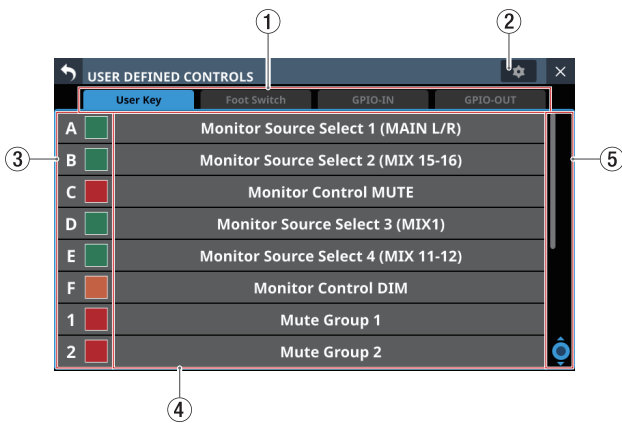 1 2
USER DEFINED CONTROLS
User Key Foot Switch GPIO-IN GPIO-OUT
A Monitor Source Select 1 (MAIN L/R)
B Monitor Source Select 2 (MIX 15-16)
3 5
C Monitor Control MUTE
D Monitor Source Select 3 (MIX1)
E Monitor Source Select 4 (MIX 11-12)
F Monitor Control DIM
1 Mute Group 1
2 Mute Group 2
4